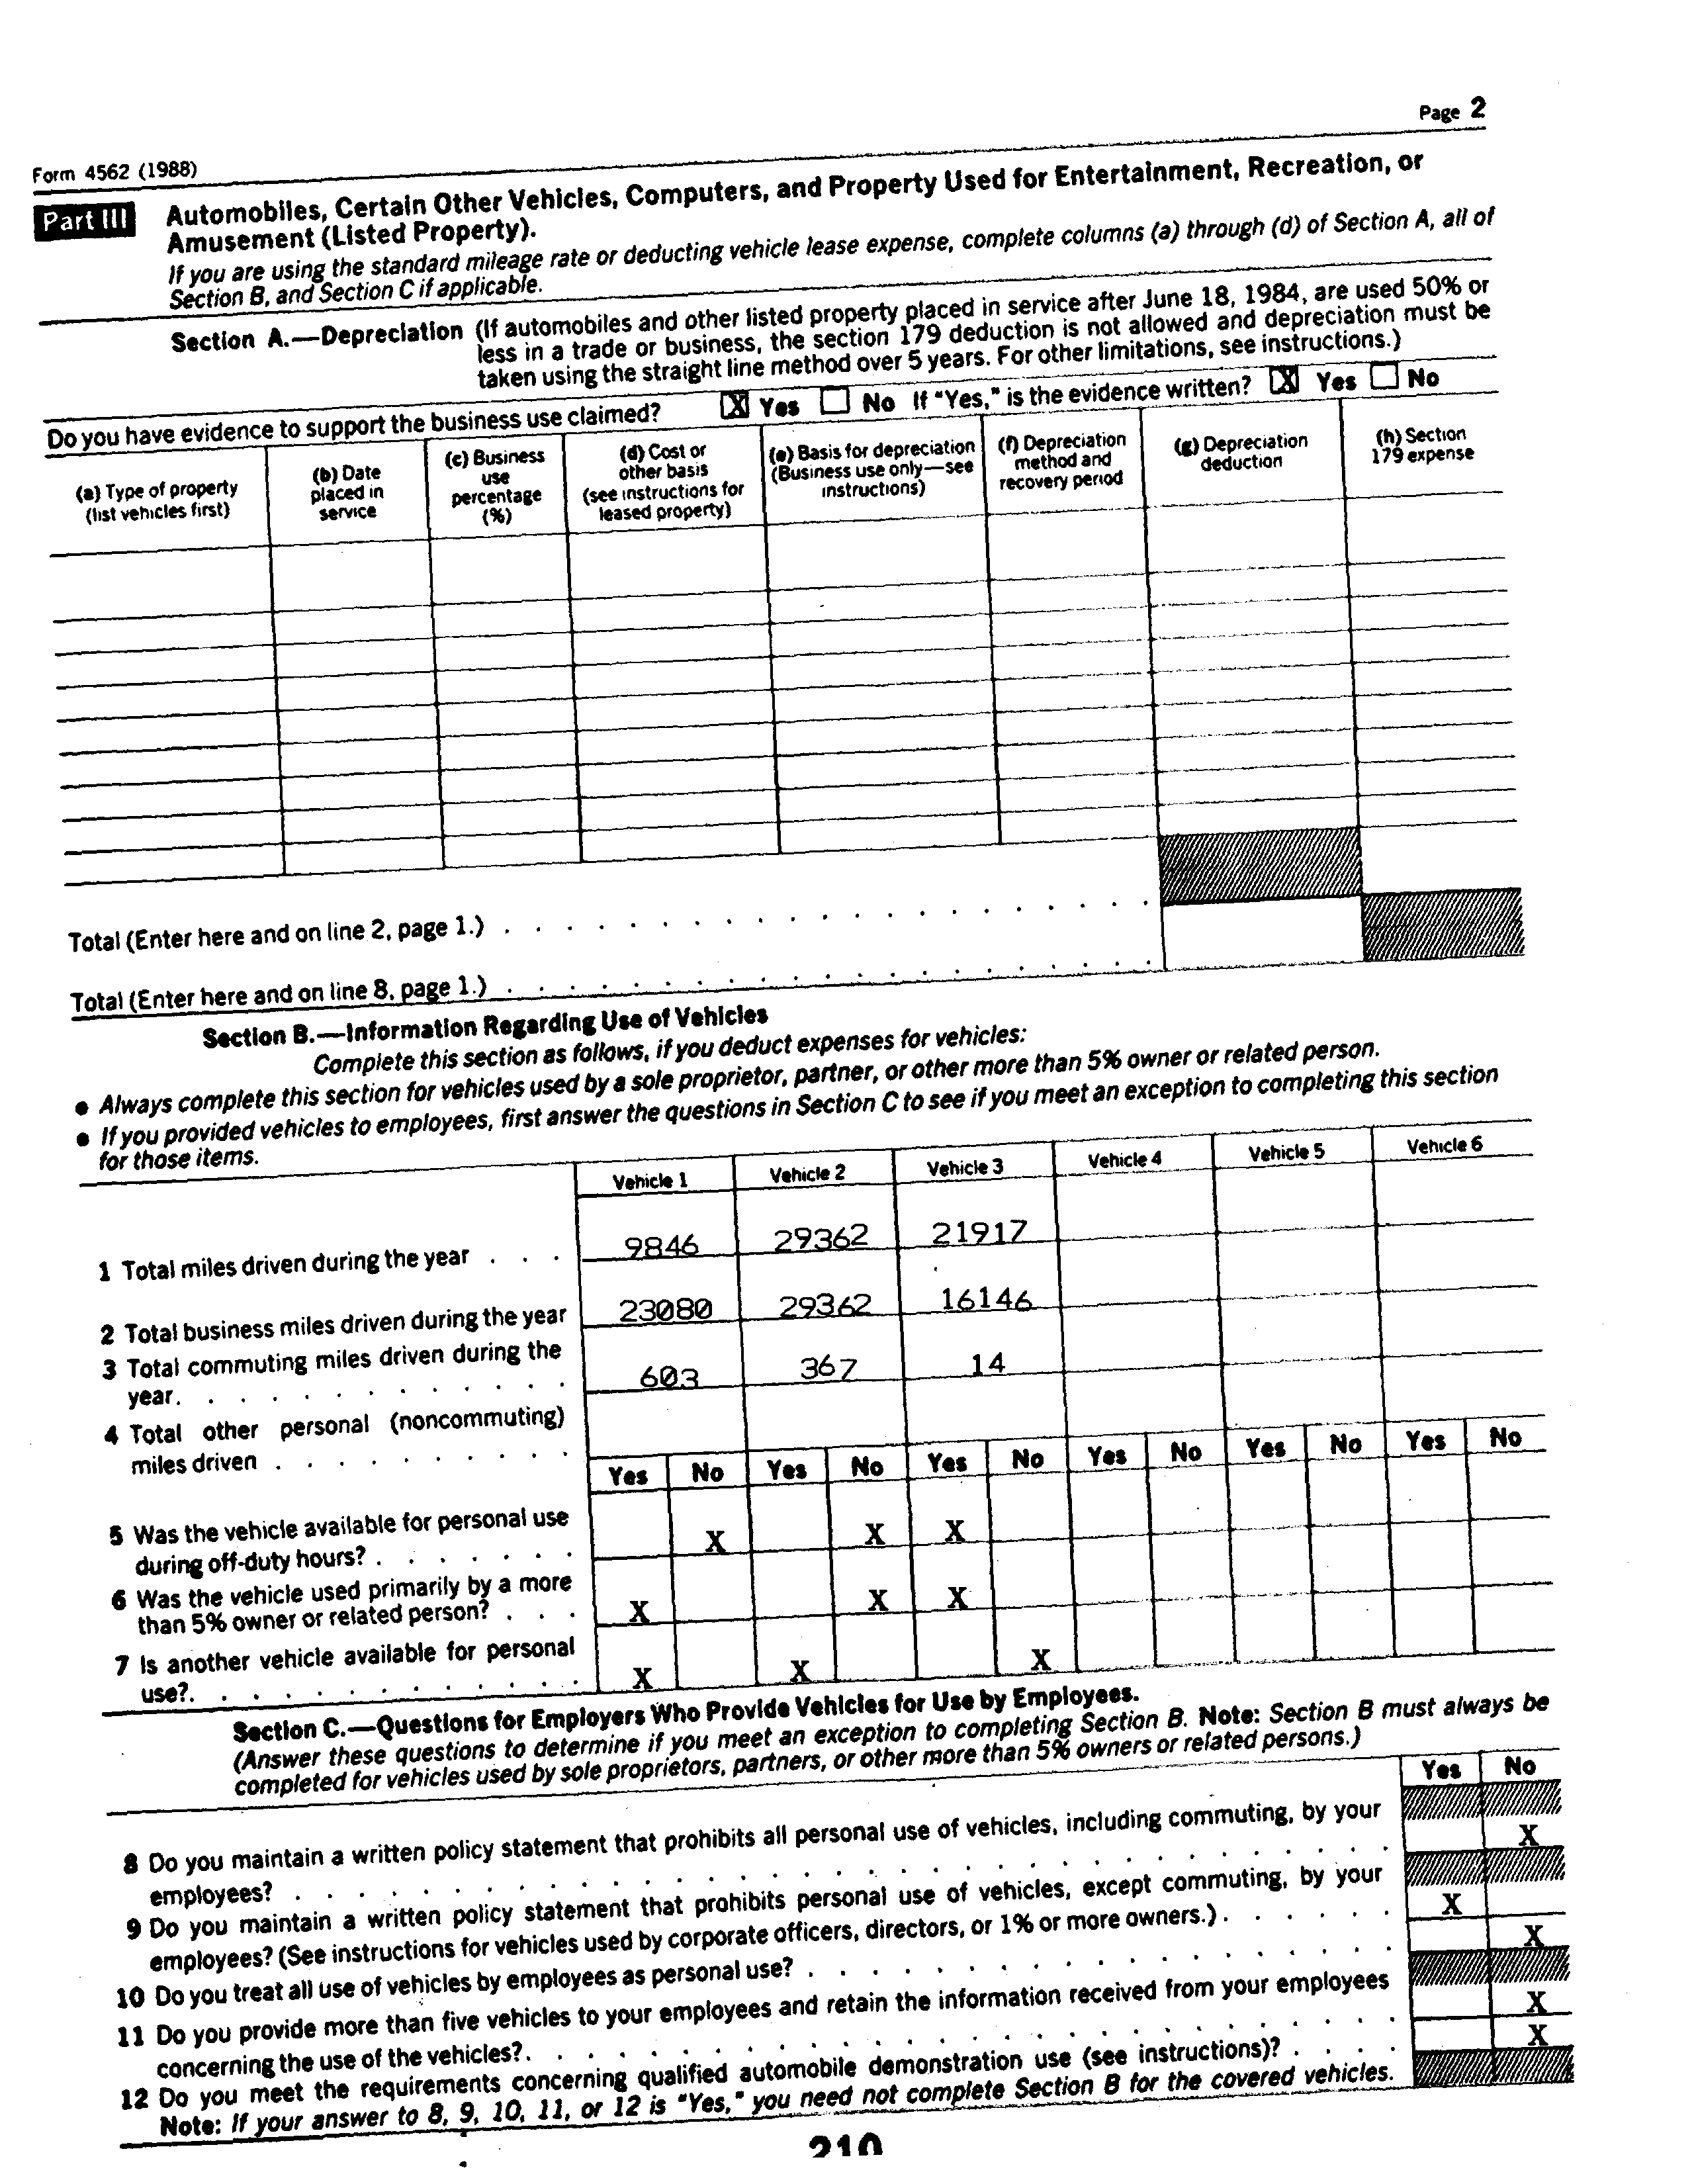 Page 2
Form 4562 (1988)
Part III Automobiles, Certain Other Vehicles, Computers, and Property Used for Entertainment, Recreation, or
Amusement (Listed Property).
If you are using the standard mileage rate or deducting vehicle lease expense, complete columns (a) through (d) of Section A, all of
Section B, and Section C if applicable.
Section A.—Depreciation (If automobiles and other listed property placed in service after June 18, 1984, are used 50% or
less in a trade or business, the section 179 deduction is not allowed and depreciation must be
taken using the straight line method over 5 years. For other limitations, see instructions.)
Do you have evidence to support the business use claimed? X Yes No If "Yes," is the evidence written? X Yes No
(a) Type of property
(list vehicles first)
(b) Date
placed in
service
(c) Business
use
percentage
(%)
(d) Cost or
other basis
(see instructions for
leased property)
(e) Basis for depreciation
(Business use only—see
instructions)
(f) Depreciation
method and
recovery period
(g) Depreciation
deduction
(h) Section
179 expense
Total (Enter here and on line 2, page 1.) . . . . . . . . . . . . . . . . . . . . .
Total (Enter here and on line 8, page 1.) . . . . . . . . . . . . . . . . . . . . .
Section B.—Information Regarding Use of Vehicles
Complete this section as follows, if you deduct expenses for vehicles:
● Always complete this section for vehicles used by a sole proprietor, partner, or other more than 5% owner or related person.
● If you provided vehicles to employees, first answer the questions in Section C to see if you meet an exception to completing this section
for those items.
Vehicle 1 Vehicle 2 Vehicle 3 Vehicle 4 Vehicle 5 Vehicle 6
1 Total miles driven during the year . . . 9846 29362 21917
2 Total business miles driven during the year 23080 29362 16146
3 Total commuting miles driven during the
year. . . . . . . . . . . . . 603 367 14
4 Total other personal (noncommuting)
miles driven . . . . . . . . . .
Yes No Yes No Yes No Yes No Yes No Yes No
5 Was the vehicle available for personal use
during off-duty hours? . . . . . . . X X X
6 Was the vehicle used primarily by a more
than 5% owner or related person? . . . X X X
7 Is another vehicle available for personal
use?. . . . . . . . . . . . . X X X
Section C.—Questions for Employers Who Provide Vehicles for Use by Employees.
(Answer these questions to determine if you meet an exception to completing Section B. Note: Section B must always be
completed for vehicles used by sole proprietors, partners, or other more than 5% owners or related persons.)
Yes No
8 Do you maintain a written policy statement that prohibits all personal use of vehicles, including commuting, by your
employees? . . . . . . . . . . . . . . . . . . . . . . . . . . . . . . . . . . . X
9 Do you maintain a written policy statement that prohibits personal use of vehicles, except commuting, by your
employees? (See instructions for vehicles used by corporate officers, directors, or 1% or more owners.) . . . . . . X
10 Do you treat all use of vehicles by employees as personal use? . . . . . . . . . . . . . . . . . . . X
11 Do you provide more than five vehicles to your employees and retain the information received from your employees
concerning the use of the vehicles?. . . . . . . . . . . . . . . . . . . . . . . . . . . . X
12 Do you meet the requirements concerning qualified automobile demonstration use (see instructions)? . . . . X
Note: If your answer to 8, 9, 10, 11, or 12 is "Yes," you need not complete Section B for the covered vehicles.
210